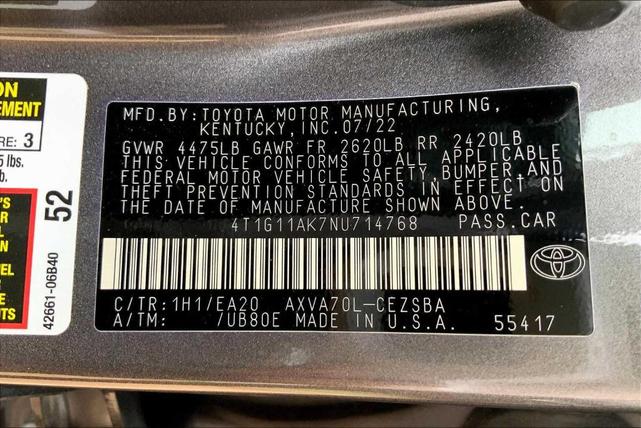 ON
EMENT
RE: 3
5 lbs.
b.
52
42661-06B40
EL
E
UTS
MFD. BY: TOYOTA MOTOR MANUFACTURING,
KENTUCKY, INC. 07/22
GVWR 4475LB GAWR FR 2620LB RR 2420LB
THIS VEHICLE CONFORMS TO ALL APPLICABLE
FEDERAL MOTOR VEHICLE SAFETY, BUMPER, AND
THEFT PREVENTION STANDARDS IN EFFECT ON
THE DATE OF MANUFACTURE SHOWN ABOVE.
4T1G11AK7NU714768 PASS.CAR
C/TR: 1H1/EA20 AXVA70L-CEZSBA
A/TM: /UB80E MADE IN U.S.A. 55417